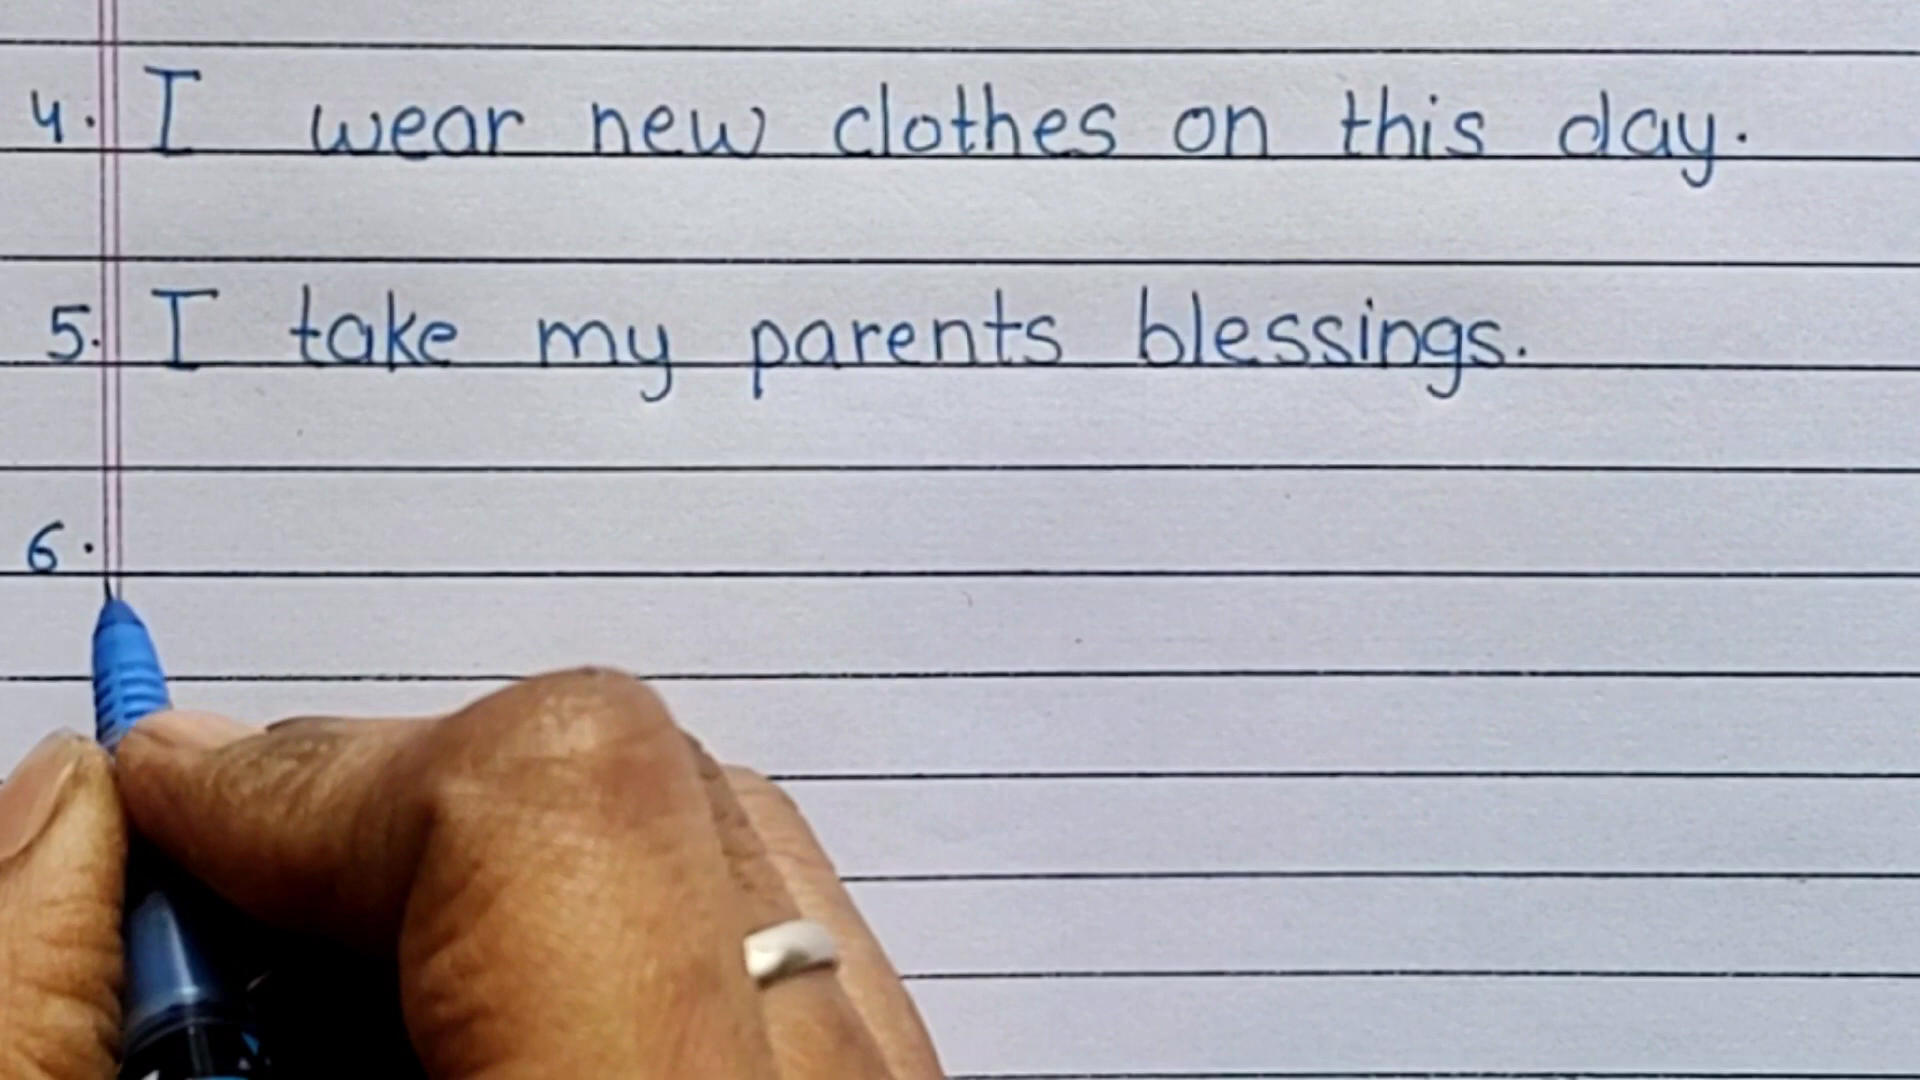 4. I wear new clothes on this day.
5. I take my parents blessings.
6.